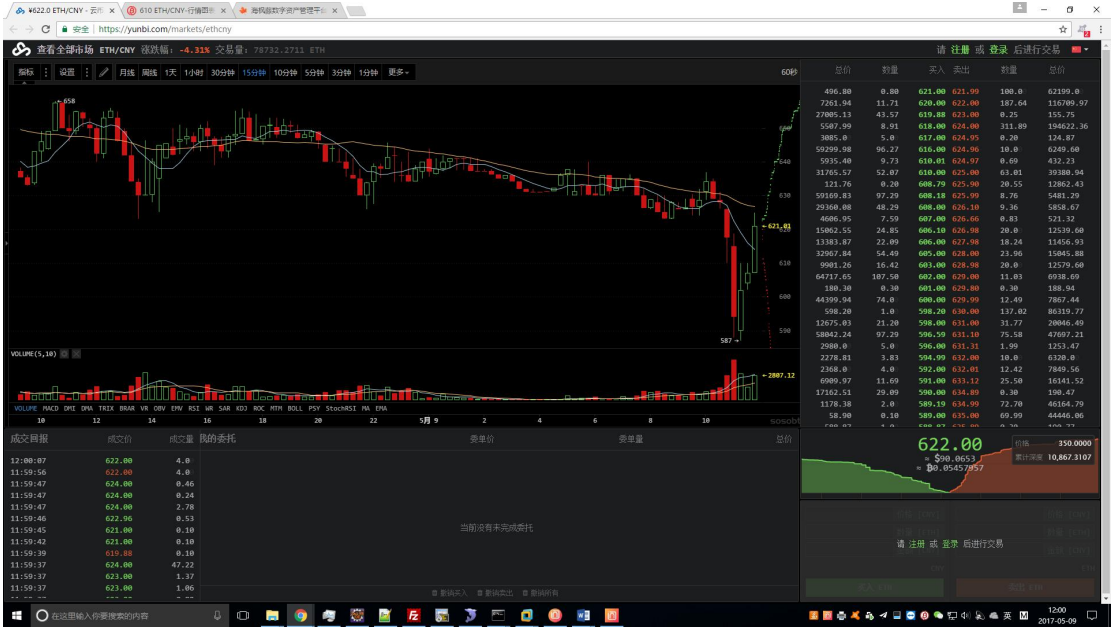 ¥622.0 ETH/CNY - 云币
610 ETH/CNY-行情图表
海枫藤数字资产管理平台
安全 | https://yunbi.com/markets/ethcny
查看全部市场 ETH/CNY 涨跌幅: -4.31% 交易量: 78732.2711 ETH
请 注册 或 登录 后进行交易
指标 设置 月线 周线 1天 1小时 30分钟 15分钟 10分钟 5分钟 3分钟 1分钟 更多
60秒
658
640
630
621.01
610
600
590
587
VOLUME(5,10)
2807.12
VOLUME MACD DMI DMA TRIX BRAR VR OBV EMV RSI WR SAR KDJ ROC MTM BOLL PSY StochRSI MA EMA
10 12 14 16 18 20 22 5月 9 2 4 6 8 10
总价 数量 买入 卖出 数量 总价
496.80 0.80 621.00 621.99 100.0 62199.0
7261.94 11.71 620.00 622.00 187.64 116709.97
27005.13 43.57 619.88 623.00 0.25 155.75
5507.99 8.91 618.00 624.00 311.89 194622.36
3085.0 5.0 617.00 624.95 0.20 124.87
59299.98 96.27 616.00 624.96 10.0 6249.60
5935.40 9.73 610.01 624.97 0.69 432.23
31765.57 52.07 610.00 625.00 63.01 39380.94
121.76 0.20 608.79 625.90 20.55 12862.43
59169.83 97.29 608.18 625.99 8.76 5481.29
29360.08 48.29 608.00 626.10 9.36 5858.67
4606.95 7.59 607.00 626.66 0.83 521.32
15062.55 24.85 606.10 626.98 20.0 12539.60
13383.87 22.09 606.00 627.98 18.24 11456.93
32967.84 54.49 605.00 628.00 23.96 15045.88
9901.26 16.42 603.00 628.98 20.0 12579.60
64717.65 107.50 602.00 629.00 11.03 6938.69
180.30 0.30 601.00 629.80 0.30 188.94
44399.94 74.0 600.00 629.99 12.49 7867.44
598.20 1.0 598.20 630.00 137.02 86319.77
12675.03 21.20 598.00 631.00 31.77 20046.49
58042.24 97.29 596.59 631.10 75.58 47697.21
2980.0 5.0 596.00 631.31 1.99 1253.47
2278.81 3.83 594.99 632.00 10.0 6320.0
2368.0 4.0 592.00 632.01 12.42 7849.56
6909.97 11.69 591.00 633.12 25.50 16141.52
17162.51 29.09 590.00 634.89 0.30 190.47
1178.38 2.0 589.19 634.99 72.70 46164.79
58.90 0.10 589.00 635.00 69.99 44446.06
成交回报 成交价 成交量
12:00:07 622.00 4.0
11:59:56 622.00 4.0
11:59:47 624.00 0.46
11:59:47 624.00 0.24
11:59:47 624.00 2.78
11:59:46 622.96 0.53
11:59:45 621.00 0.10
11:59:42 621.00 0.10
11:59:39 619.88 0.10
11:59:37 624.00 47.22
11:59:37 623.00 1.37
11:59:37 623.00 1.06
我的委托 委单价 委单量 总价
当前没有未完成委托
撤销买入 撤销卖出 撤销所有
622.00
≈ $90.0653
≈ ฿0.05457957
价格 350.0000
累计深度 10,867.3107
请 注册 或 登录 后进行交易
在这里输入你要搜索的内容
英
12:00
2017-05-09